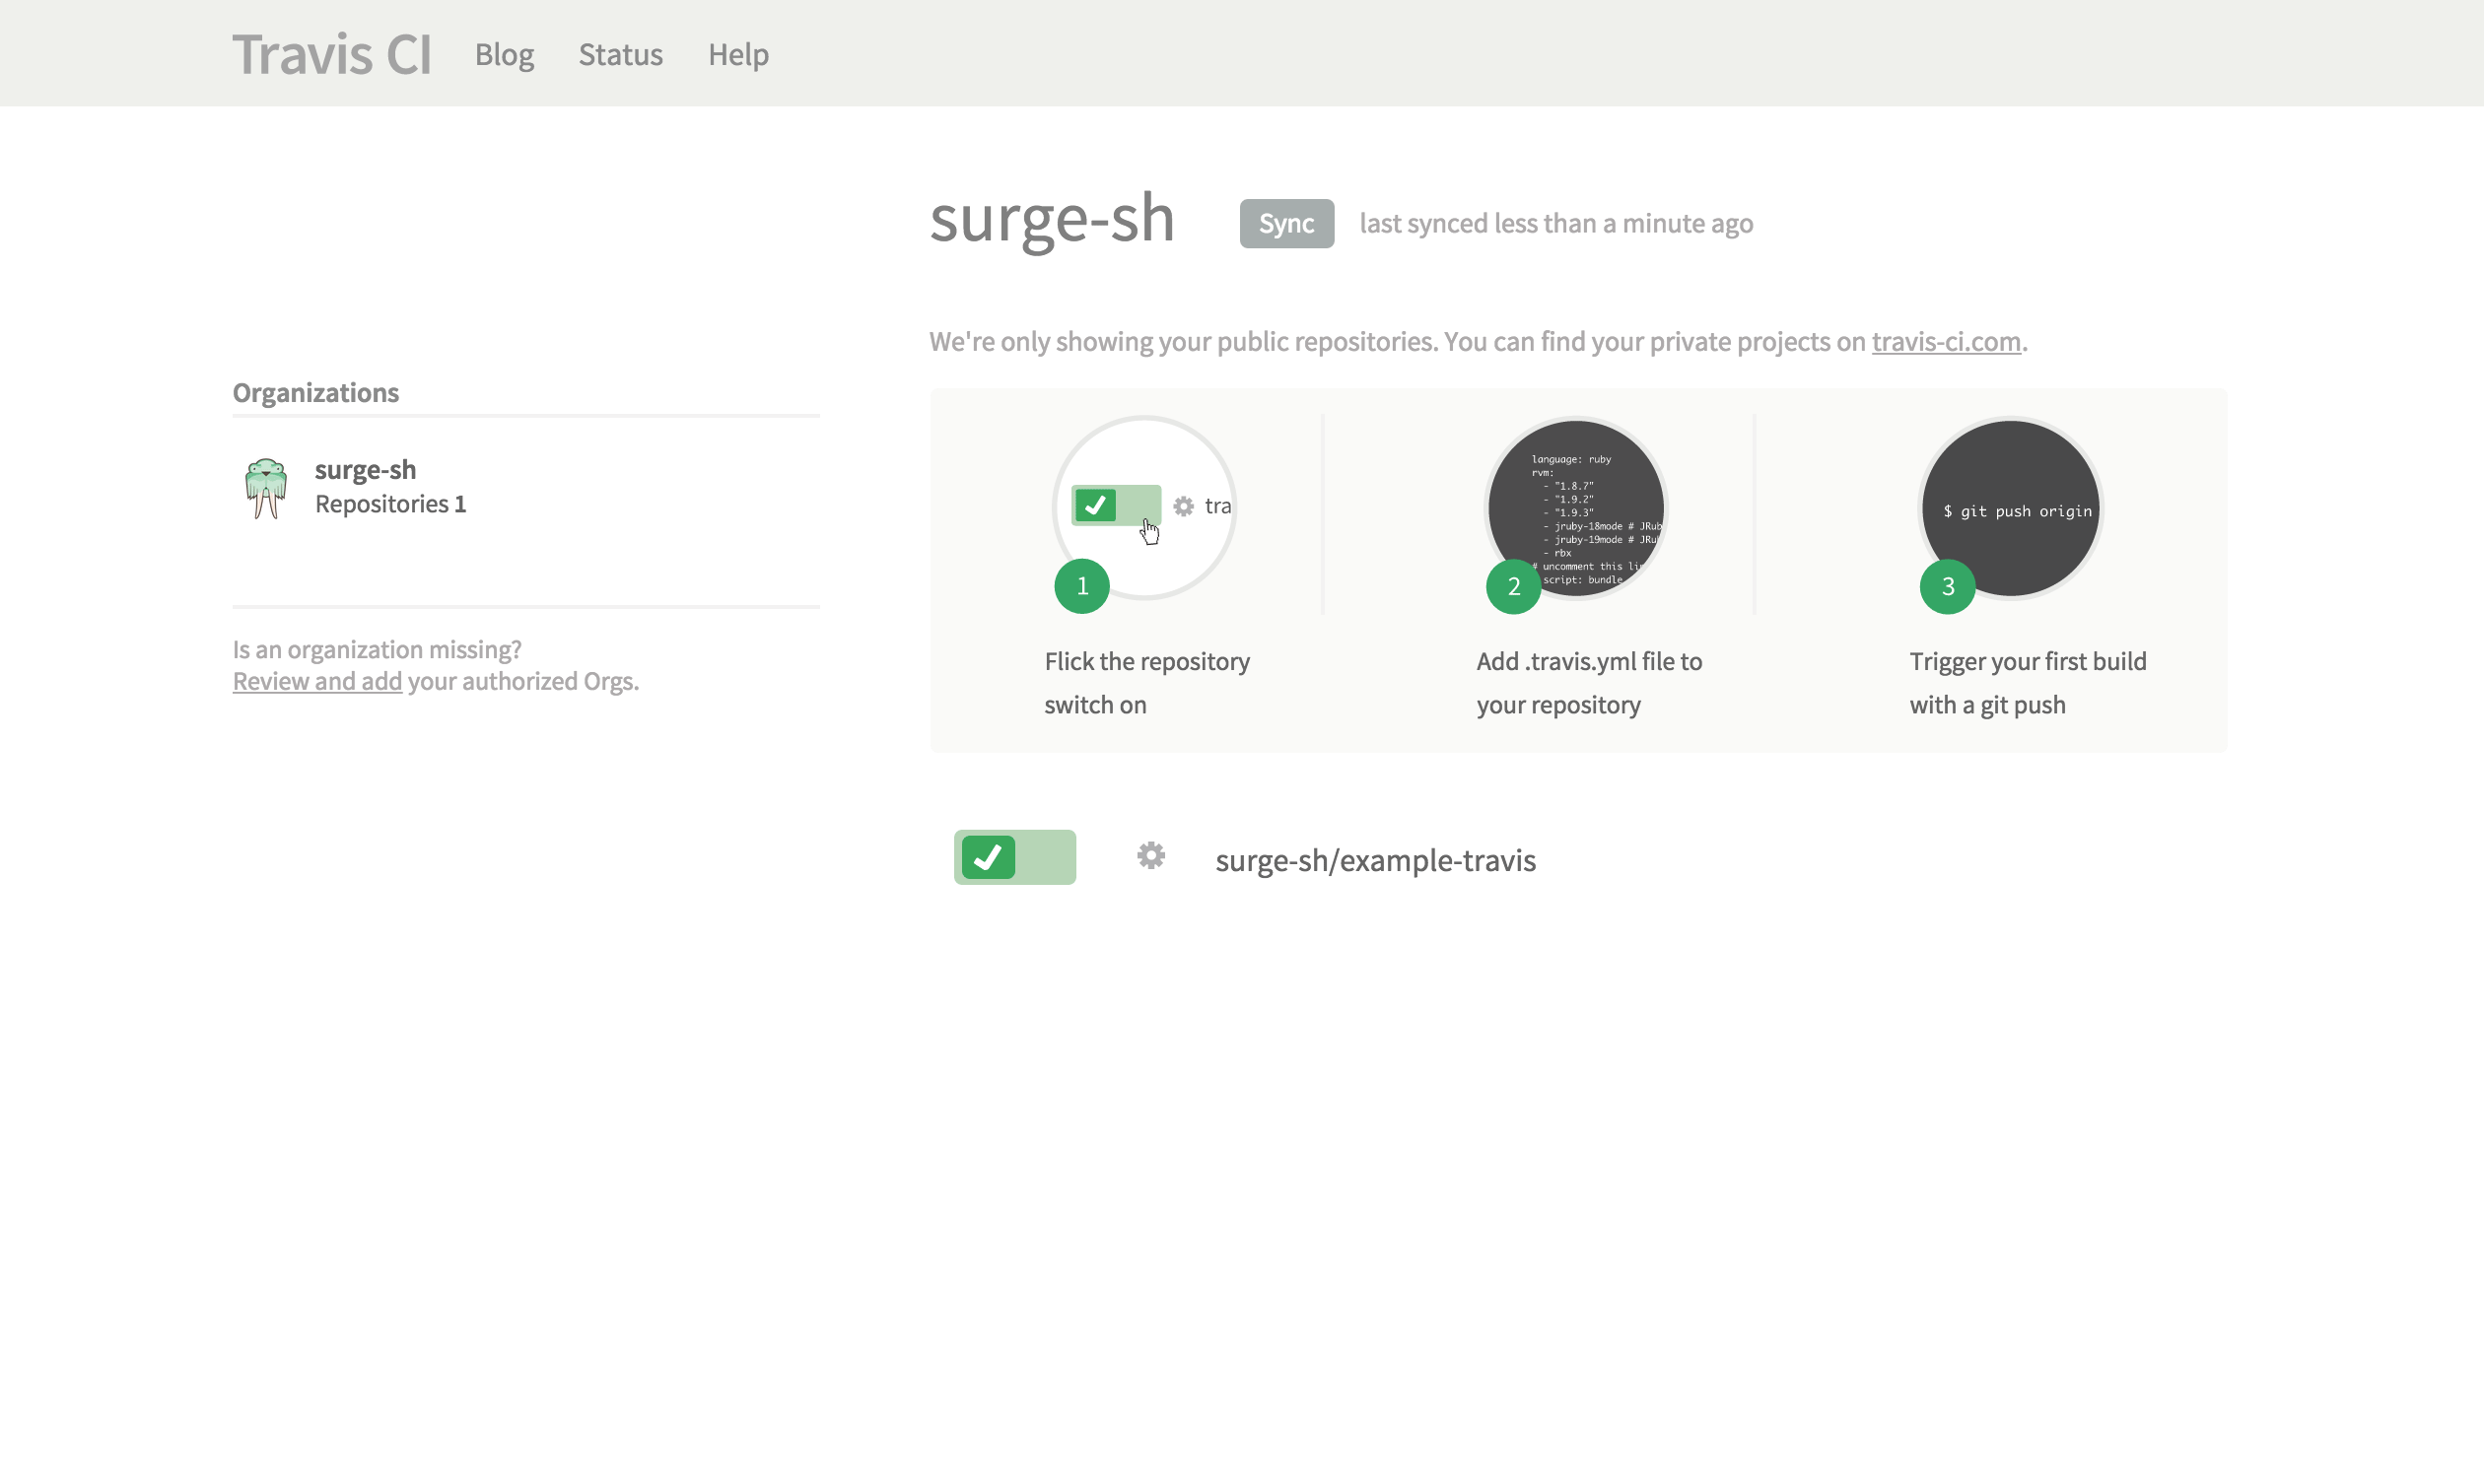 Travis CI Blog Status Help
surge-sh Sync last synced less than a minute ago
We're only showing your public repositories. You can find your private projects on travis-ci.com.
Organizations
surge-sh
Repositories 1
Is an organization missing?
Review and add your authorized Orgs.
tra
1
Flick the repository
switch on
language: ruby
rvm:
- "1.8.7"
- "1.9.2"
- "1.9.3"
- jruby-18mode # JRub
- jruby-19mode # JRu
- rbx
# uncomment this lin
script: bundle
2
Add .travis.yml file to
your repository
$ git push origin
3
Trigger your first build
with a git push
surge-sh/example-travis